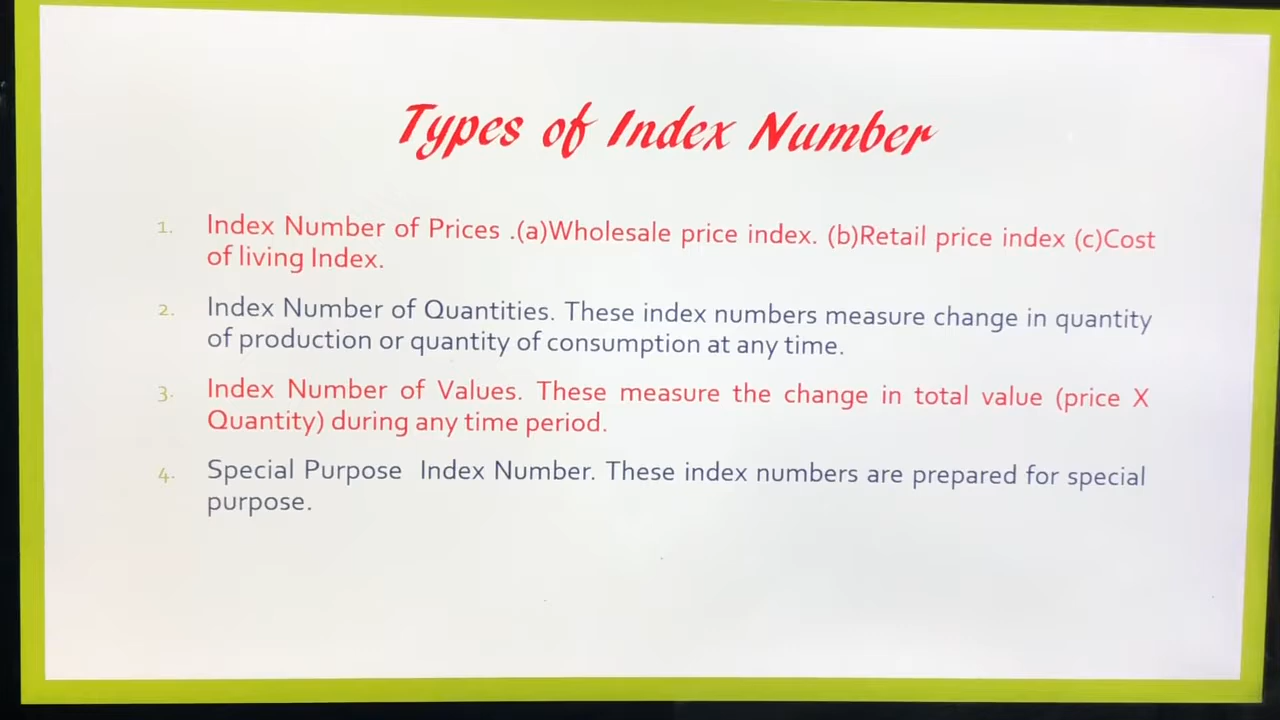 Types of Index Number
1. Index Number of Prices .(a)Wholesale price index. (b)Retail price index (c)Cost
of living Index.
2. Index Number of Quantities. These index numbers measure change in quantity
of production or quantity of consumption at any time.
3. Index Number of Values. These measure the change in total value (price X
Quantity) during any time period.
4. Special Purpose Index Number. These index numbers are prepared for special
purpose.